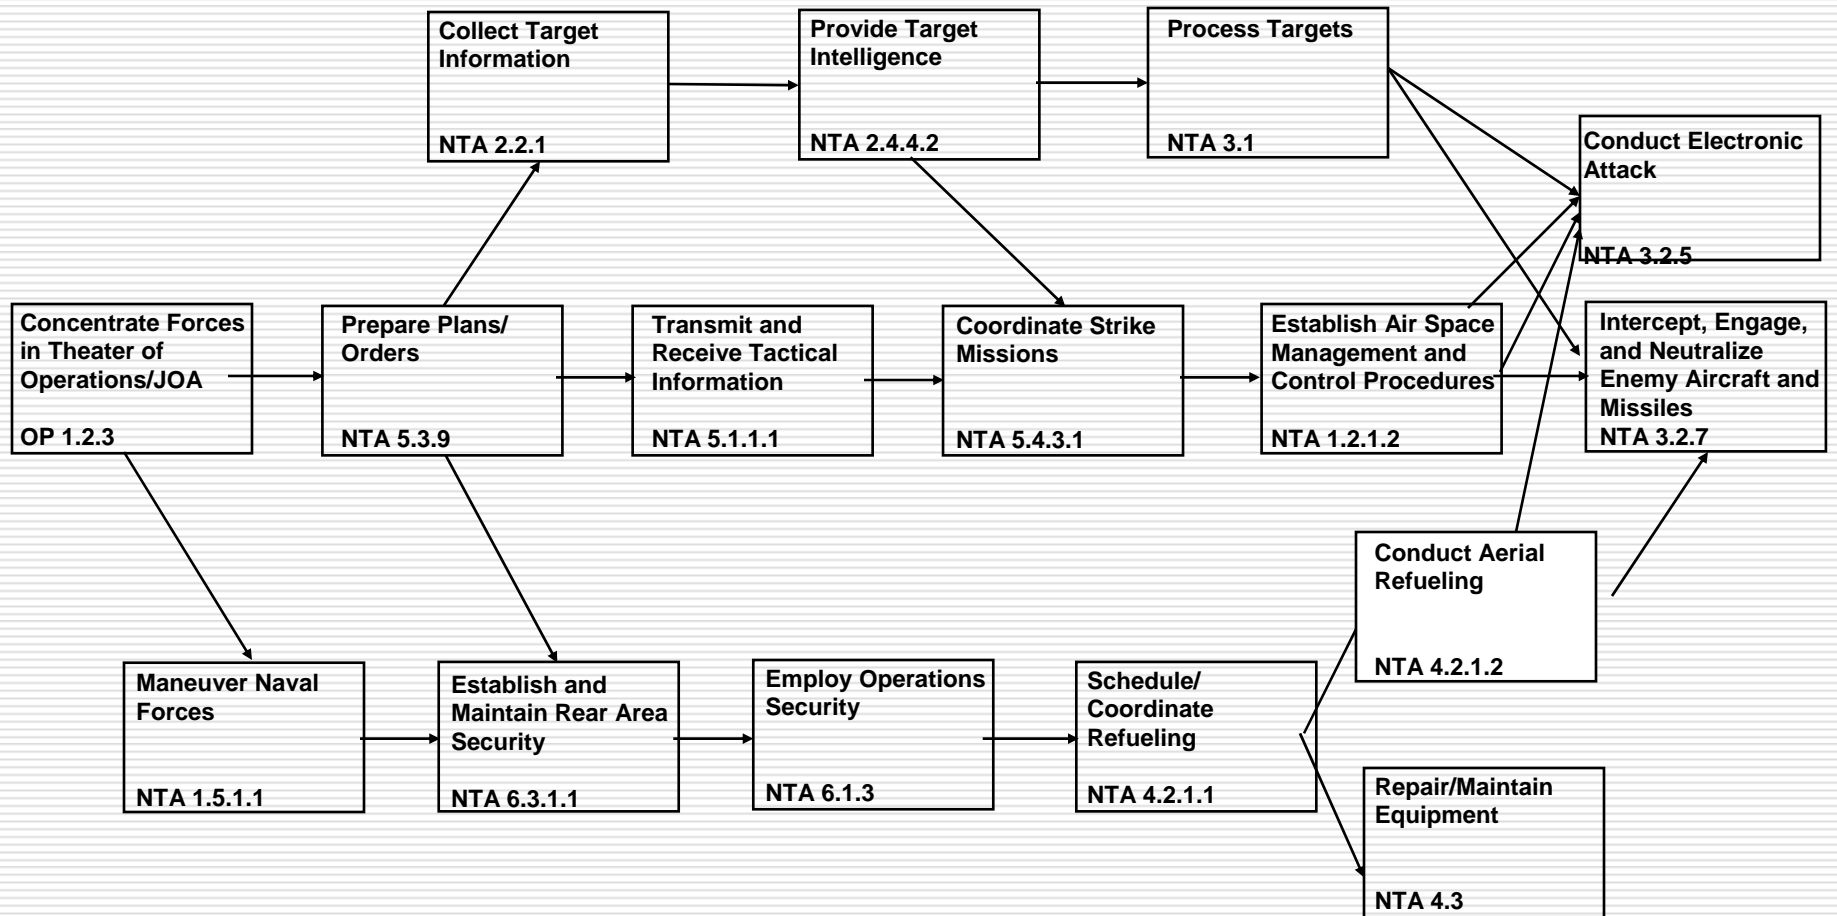 Collect Target
Information
NTA 2.2.1
Provide Target
Intelligence
NTA 2.4.4.2
Process Targets
NTA 3.1
Conduct Electronic
Attack
NTA 3.2.5
Concentrate Forces
in Theater of
Operations/JOA
OP 1.2.3
Prepare Plans/
Orders
NTA 5.3.9
Transmit and
Receive Tactical
Information
NTA 5.1.1.1
Coordinate Strike
Missions
NTA 5.4.3.1
Establish Air Space
Management and
Control Procedures
NTA 1.2.1.2
Intercept, Engage,
and Neutralize
Enemy Aircraft and
Missiles
NTA 3.2.7
Conduct Aerial
Refueling
NTA 4.2.1.2
Maneuver Naval
Forces
NTA 1.5.1.1
Establish and
Maintain Rear Area
Security
NTA 6.3.1.1
Employ Operations
Security
NTA 6.1.3
Schedule/
Coordinate
Refueling
NTA 4.2.1.1
Repair/Maintain
Equipment
NTA 4.3